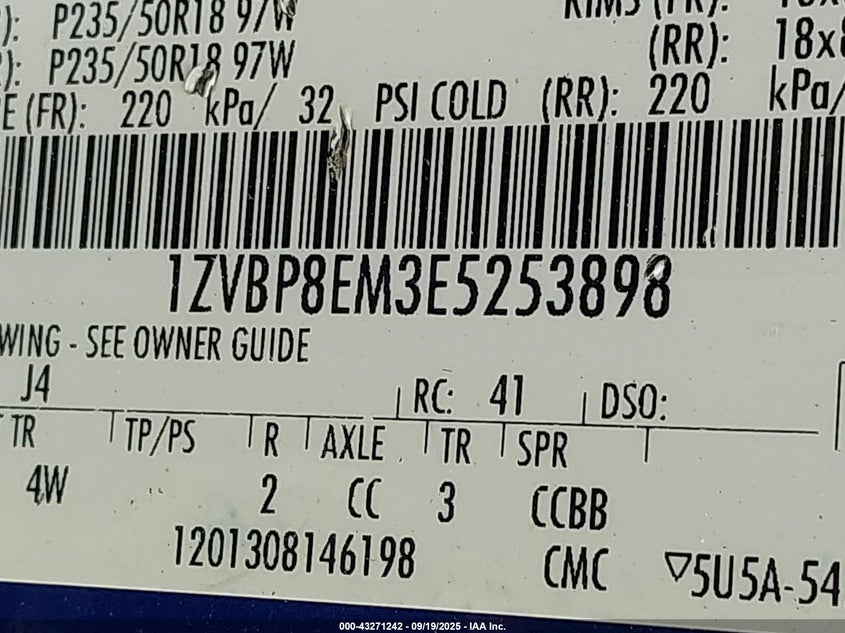 P235/50R18 97W
RIMS (FR):
P235/50R18 97W (RR): 18x
E (FR): 220 kPa/ 32 PSI COLD (RR): 220 kPa/
1ZVBP8EM3E5253898
WING - SEE OWNER GUIDE
J4 RC: 41 DSO:
TR TP/PS R AXLE TR SPR
4W 2 CC 3 CCBB
1201308146198 CMC ▽5U5A-54
000-43271242 - 09/19/2025 - IAA Inc.